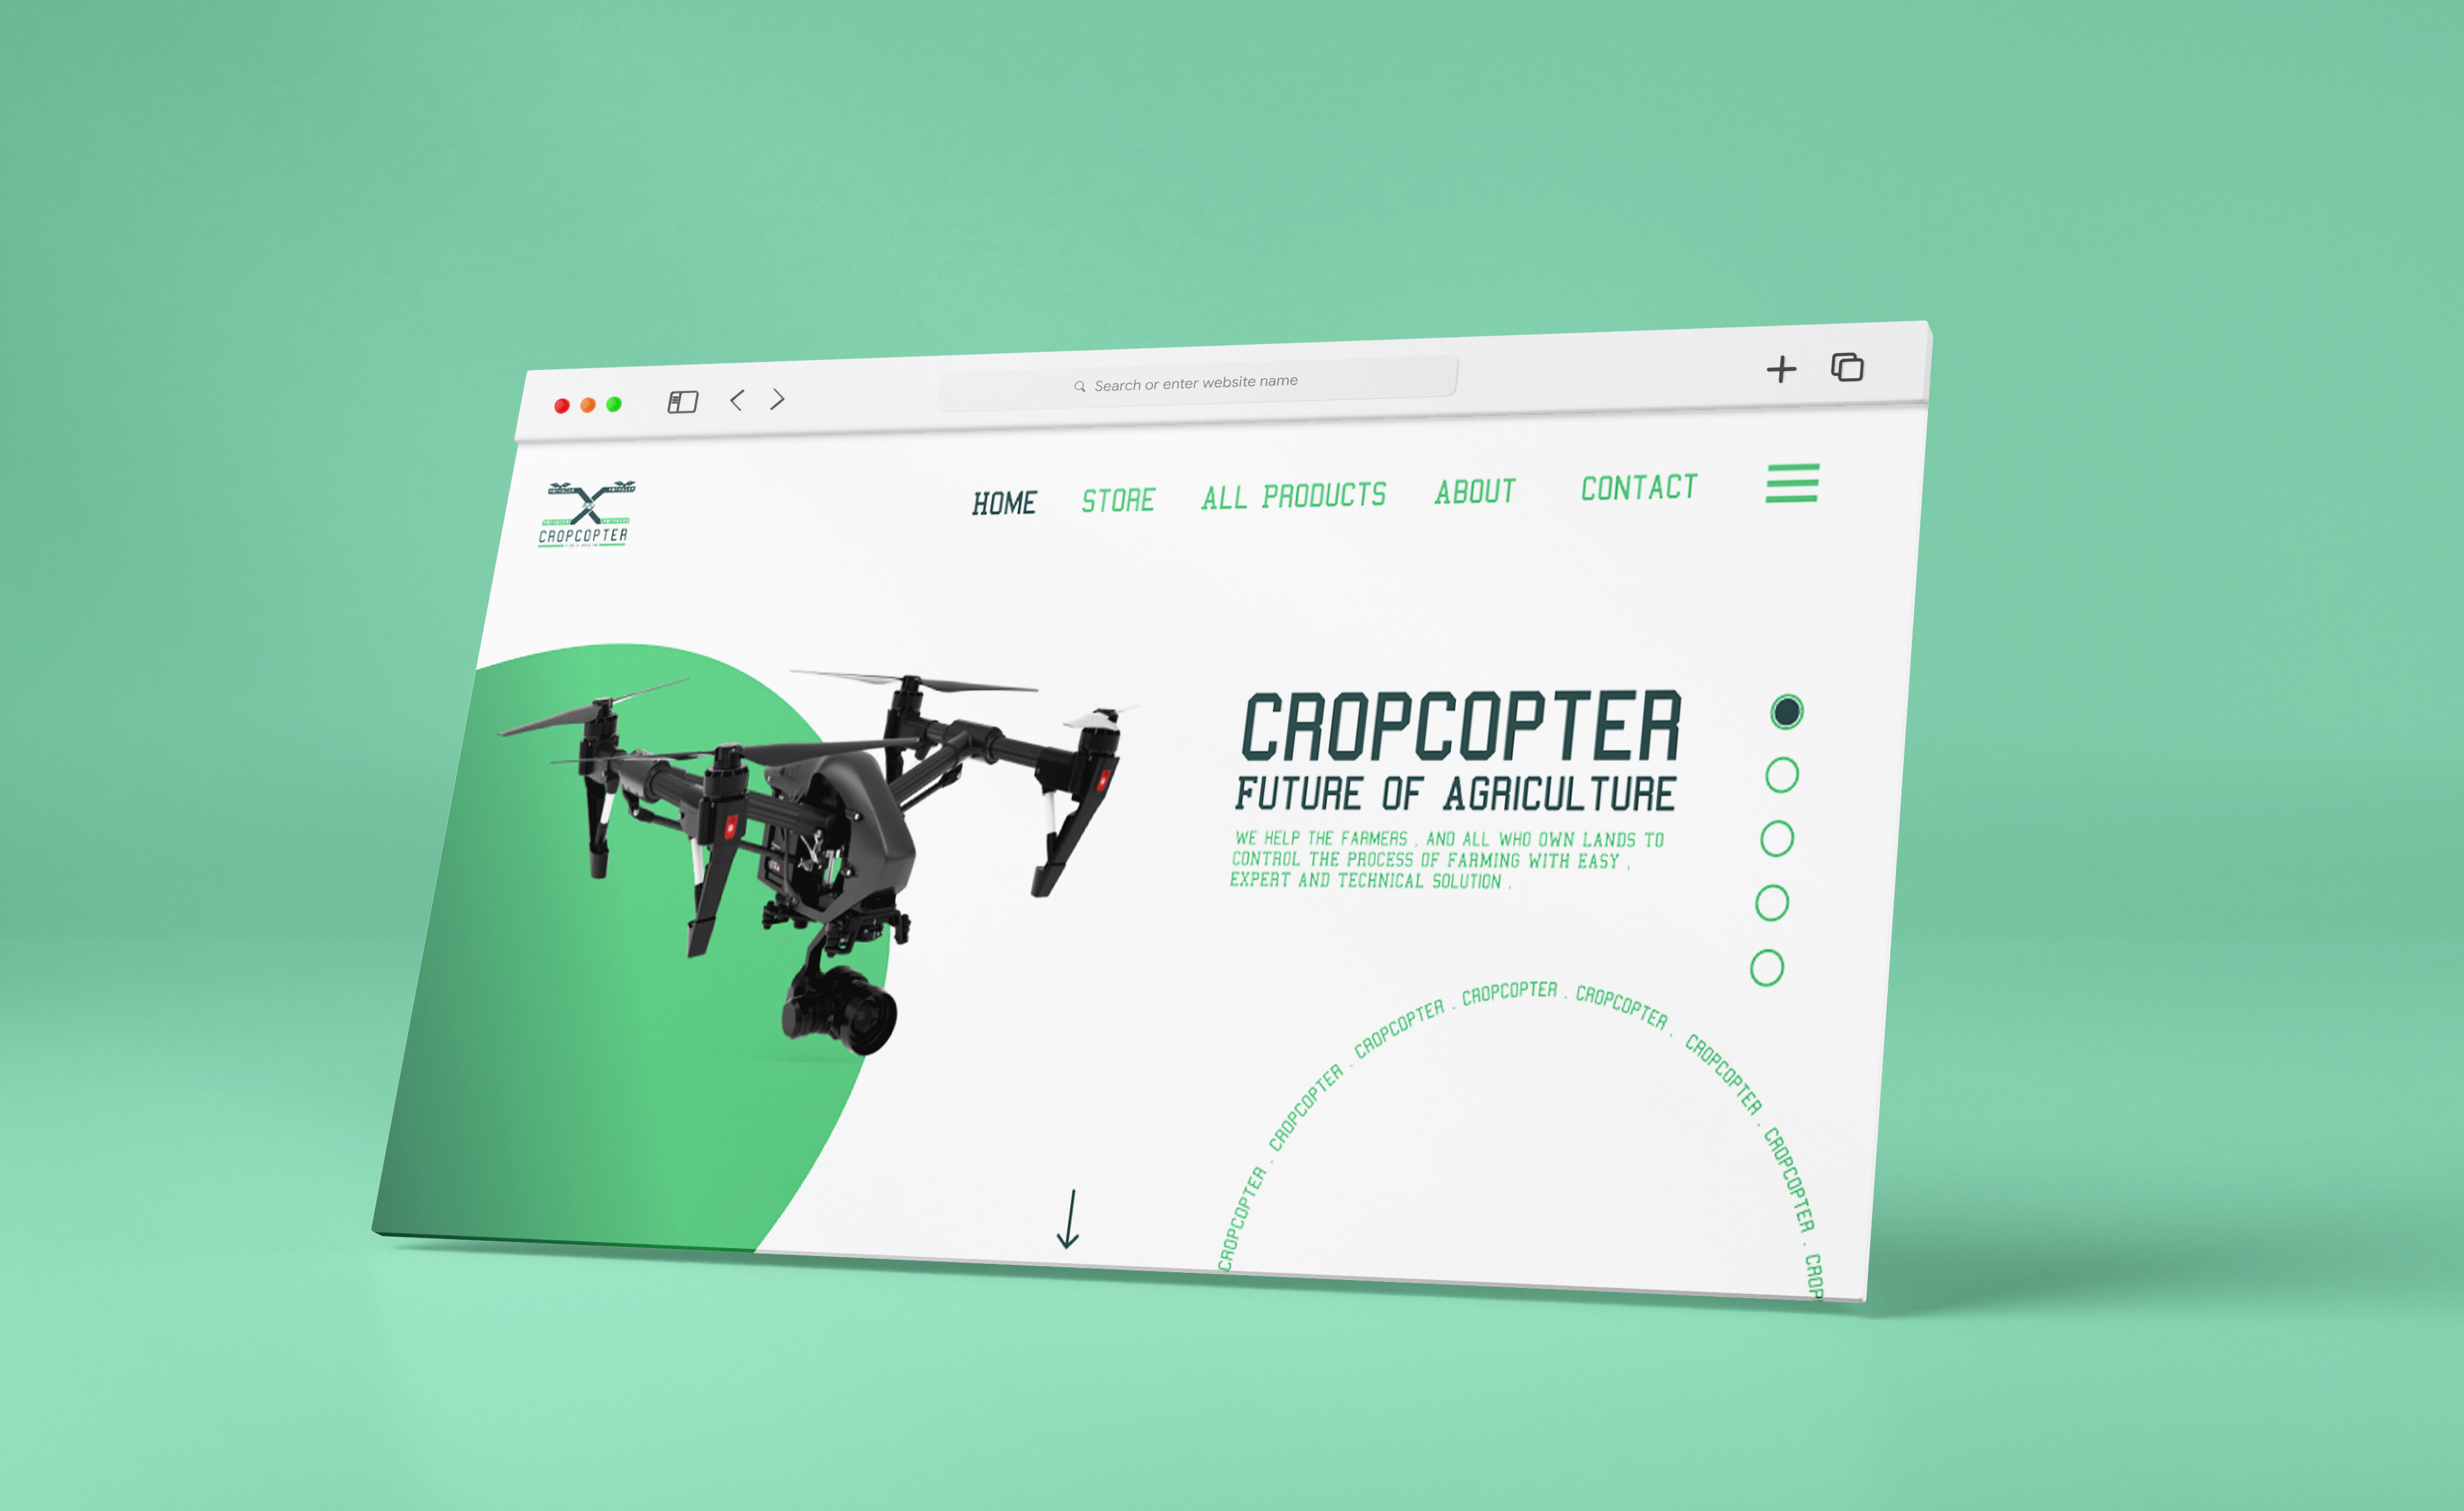 Search or enter website name
CROPCOPTER
HOME STORE ALL PRODUCTS ABOUT CONTACT
CROPCOPTER
FUTURE OF AGRICULTURE
WE HELP THE FARMERS , AND ALL WHO OWN LANDS TO
CONTROL THE PROCESS OF FARMING WITH EASY ,
EXPERT AND TECHNICAL SOLUTION .
CROPCOPTER . CROPCOPTER . CROPCOPTER . CROPCOPTER . CROPCOPTER . CROPCOPTER . CROPCOPTER . CROP